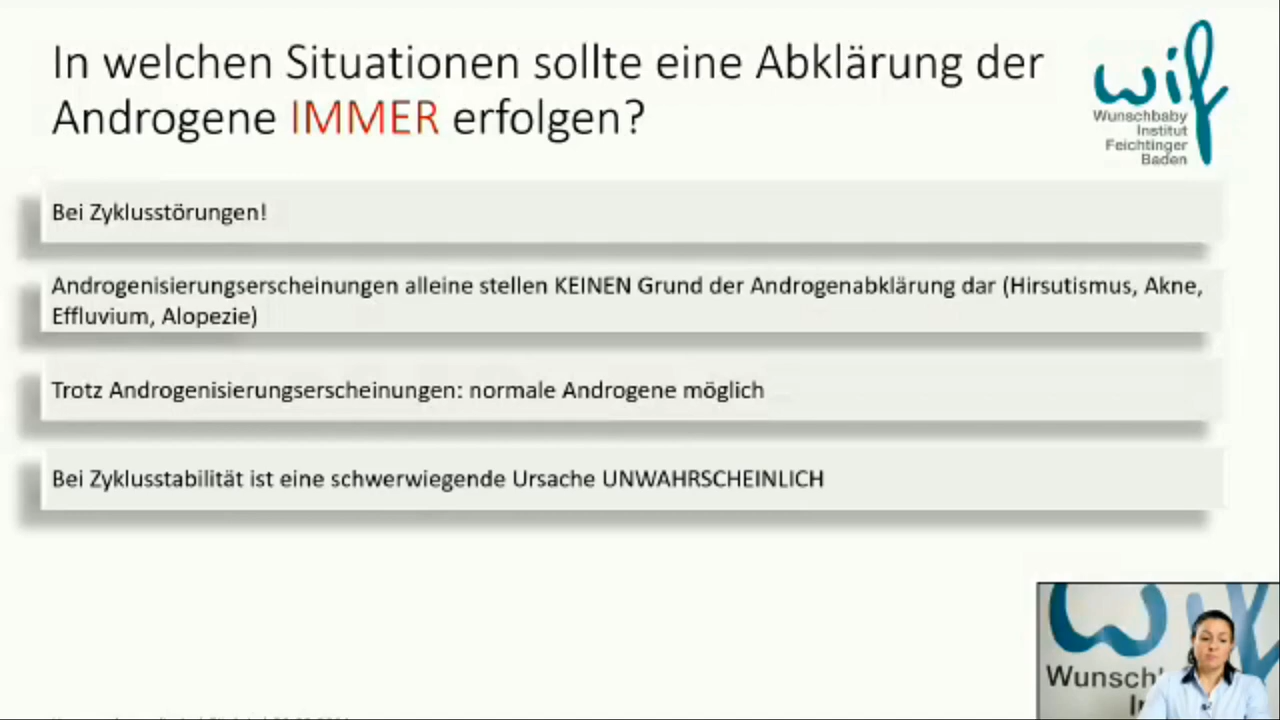 In welchen Situationen sollte eine Abklärung der
Androgene IMMER erfolgen?
wif
Wunschbaby
Institut
Feichtinger
Baden
Bei Zyklusstörungen!
Androgenisierungserscheinungen alleine stellen KEINEN Grund der Androgenabklärung dar (Hirsutismus, Akne,
Effluvium, Alopezie)
Trotz Androgenisierungserscheinungen: normale Androgene möglich
Bei Zyklusstabilität ist eine schwerwiegende Ursache UNWAHRSCHEINLICH